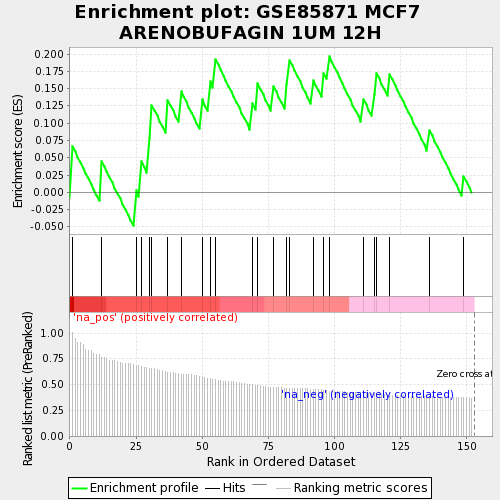 Enrichment plot: GSE85871 MCF7
ARENOBUFAGIN 1UM 12H
Enrichment score (ES)
0.200
0.175
0.150
0.125
0.100
0.075
0.050
0.025
0.000
-0.025
-0.050
'na_pos' (positively correlated)
Ranked list metric (PreRanked)
1.00
0.75
0.50
0.25
0.00
Zero cross at
'na_neg' (negatively correlated)
0 25 50 75 100 125 150
Rank in Ordered Dataset
Enrichment profile Hits Ranking metric scores